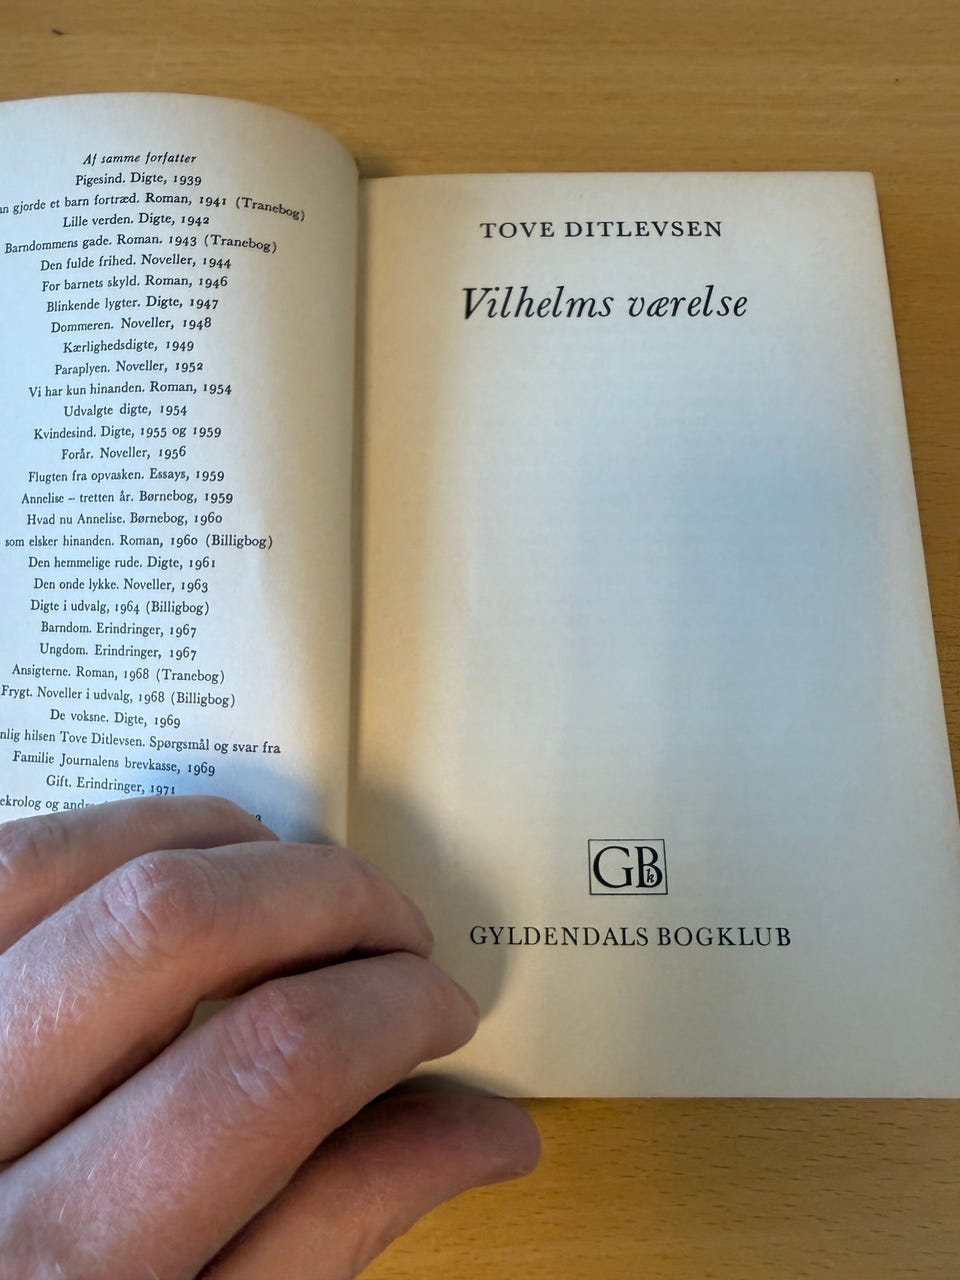 Af samme forfatter
Pigesind. Digte, 1939
gjorde et barn fortræd. Roman, 1941 (Tranebog)
Lille verden. Digte, 1942
Barndommens gade. Roman. 1943 (Tranebog)
Den fulde frihed. Noveller, 1944
For barnets skyld. Roman, 1946
Blinkende lygter. Digte, 1947
Dommeren. Noveller, 1948
Kærlighedsdigte, 1949
Paraplyen. Noveller, 1952
Vi har kun hinanden. Roman, 1954
Udvalgte digte, 1954
Kvindesind. Digte, 1955 og 1959
Forår. Noveller, 1956
Flugten fra opvasken. Essays, 1959
Annelise – tretten år. Børnebog, 1959
Hvad nu Annelise. Børnebog, 1960
som elsker hinanden. Roman, 1960 (Billigbog)
Den hemmelige rude. Digte, 1961
Den onde lykke. Noveller, 1963
Digte i udvalg, 1964 (Billigbog)
Barndom. Erindringer, 1967
Ungdom. Erindringer, 1967
Ansigterne. Roman, 1968 (Tranebog)
Frygt. Noveller i udvalg, 1968 (Billigbog)
De voksne. Digte, 1969
hilsen Tove Ditlevsen. Spørgsmål og svar fra
Familie Journalens brevkasse, 1969
Gift. Erindringer, 1971
og
TOVE DITLEVSEN
Vilhelms værelse
GBk
GYLDENDALS BOGKLUB